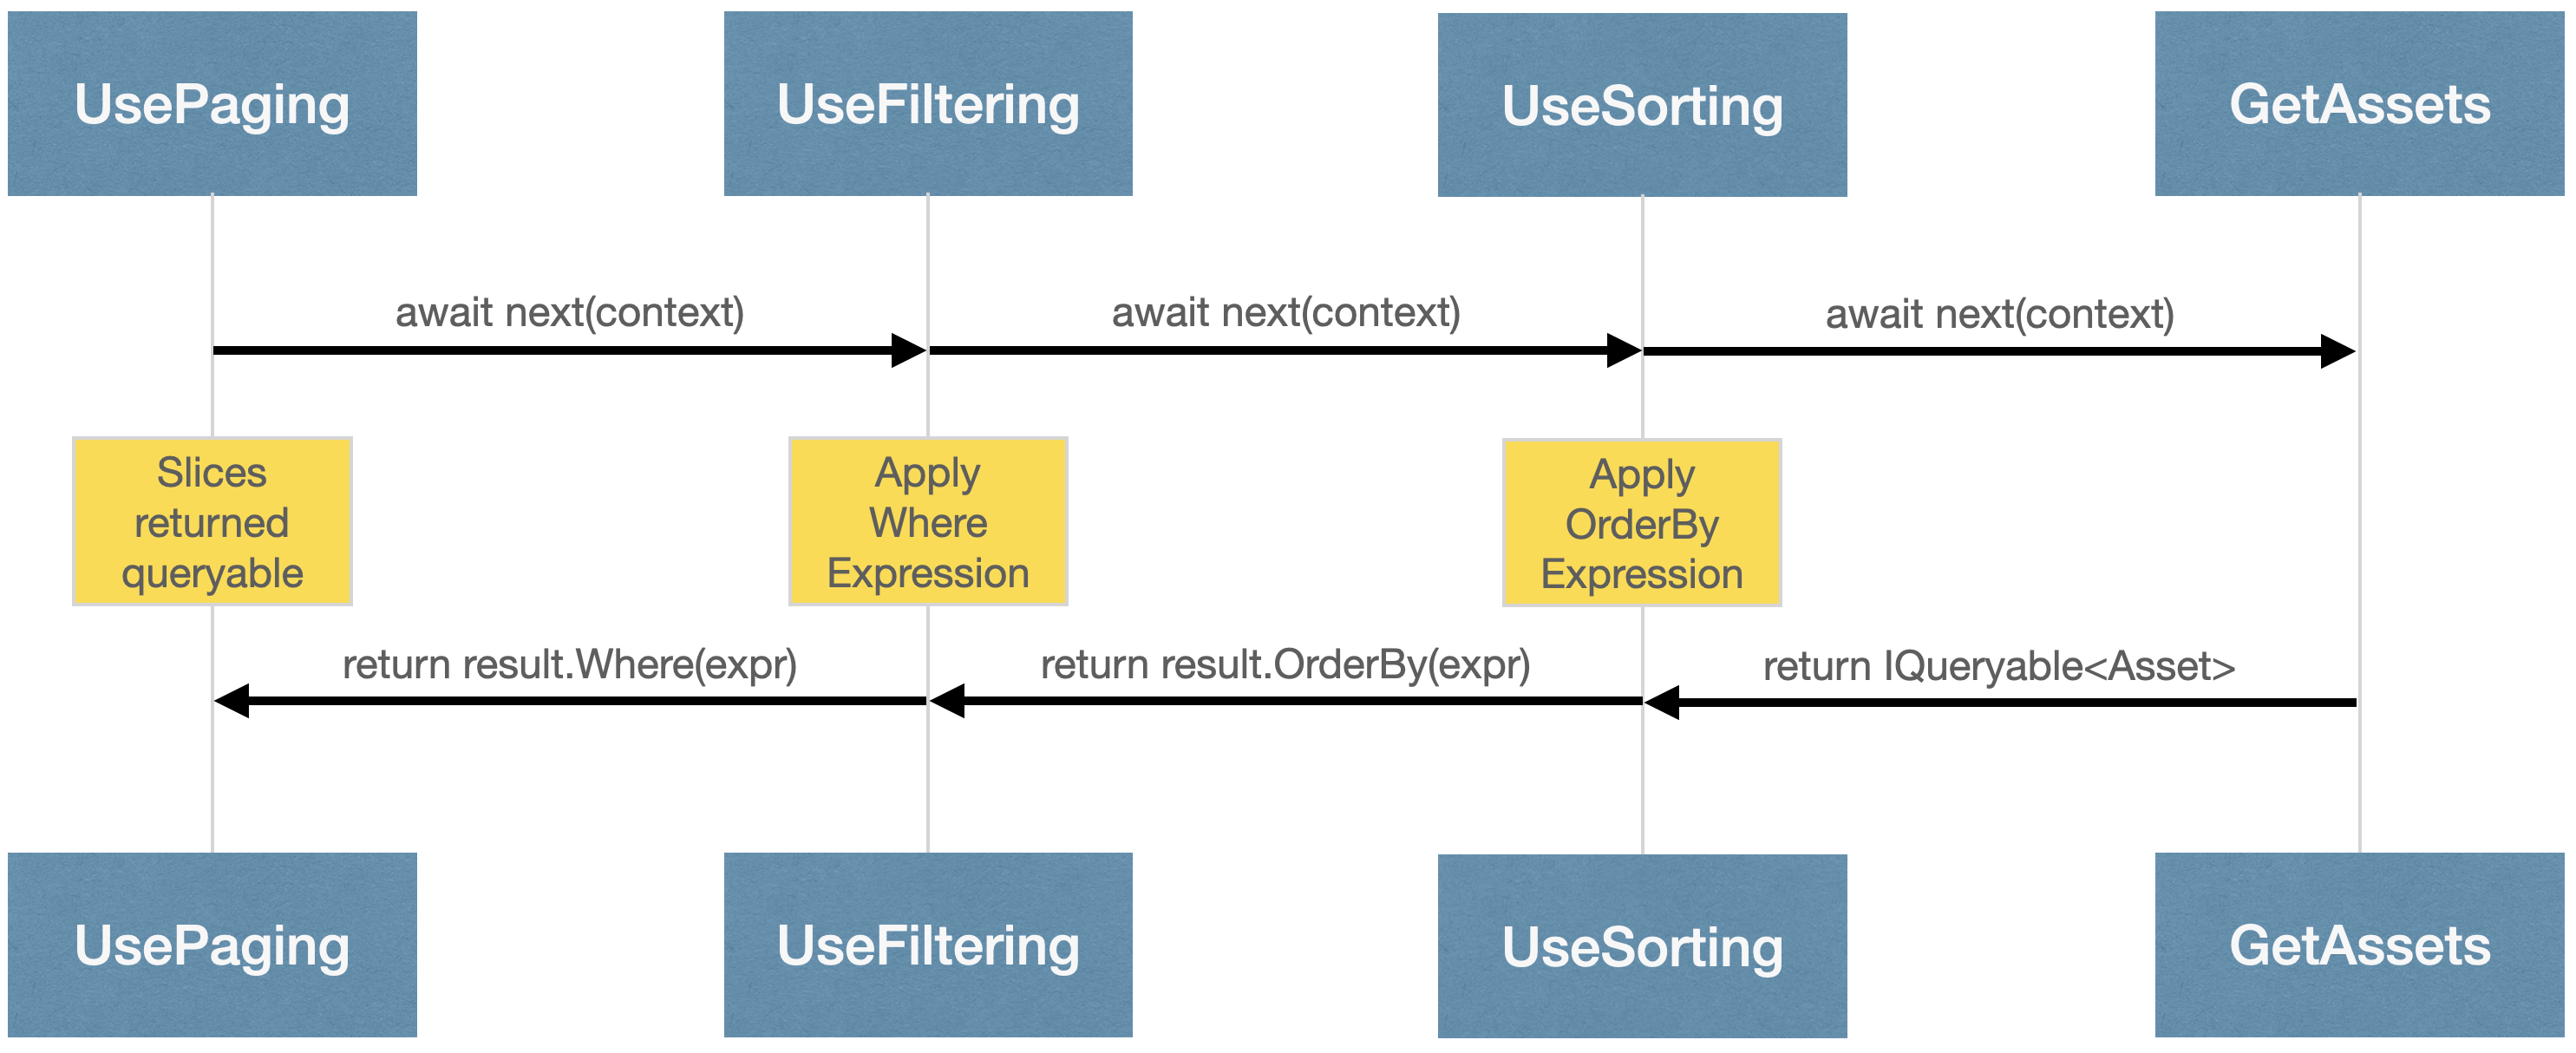 UsePaging
UseFiltering
UseSorting
GetAssets
await next(context)
await next(context)
await next(context)
Slices
returned
queryable
Apply
Where
Expression
Apply
OrderBy
Expression
return result.Where(expr)
return result.OrderBy(expr)
return IQueryable<Asset>
UsePaging
UseFiltering
UseSorting
GetAssets